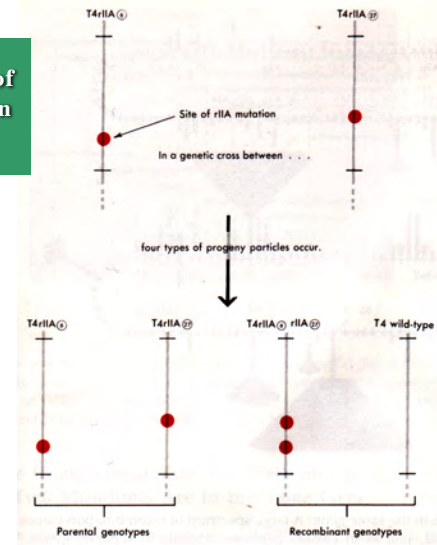 T4rIIA⑥
T4rIIA㉗
of
n
Site of rIIA mutation
In a genetic cross between . . .
four types of progeny particles occur.
T4rIIA⑥
T4rIIA㉗
T4rIIA⑥ rIIA㉗
T4 wild-type
Parental genotypes
Recombinant genotypes